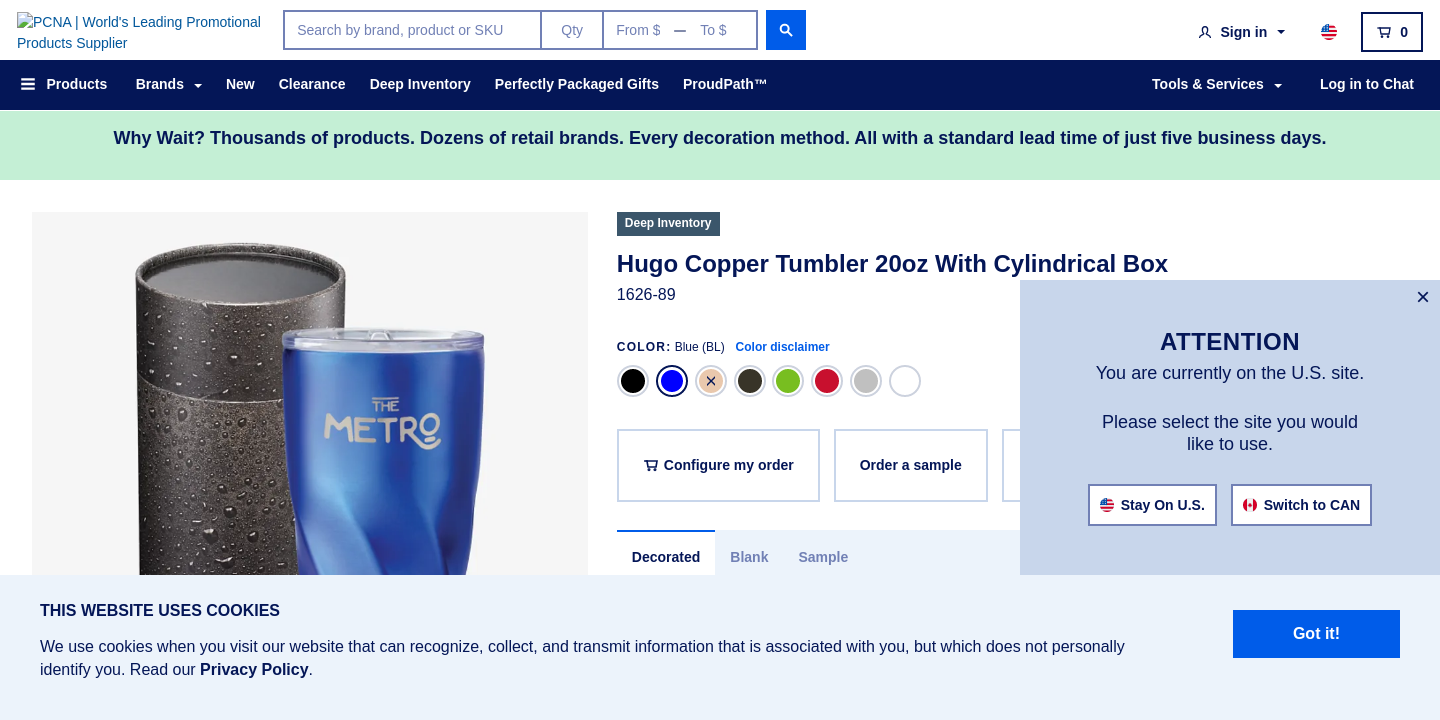 PCNA | World's Leading Promotional
Products Supplier
Search by brand, product or SKU
Qty
From $ — To $
Sign in
0
Products
Brands
New
Clearance
Deep Inventory
Perfectly Packaged Gifts
ProudPath™
Tools & Services
Log in to Chat
Why Wait? Thousands of products. Dozens of retail brands. Every decoration method. All with a standard lead time of just five business days.
THE
METRO
Deep Inventory
Hugo Copper Tumbler 20oz With Cylindrical Box
1626-89
COLOR: Blue (BL) Color disclaimer
Configure my order
Order a sample
Decorated
Blank
Sample
ATTENTION
You are currently on the U.S. site.
Please select the site you would
like to use.
Stay On U.S.
Switch to CAN
THIS WEBSITE USES COOKIES
We use cookies when you visit our website that can recognize, collect, and transmit information that is associated with you, but which does not personally
identify you. Read our Privacy Policy.
Got it!